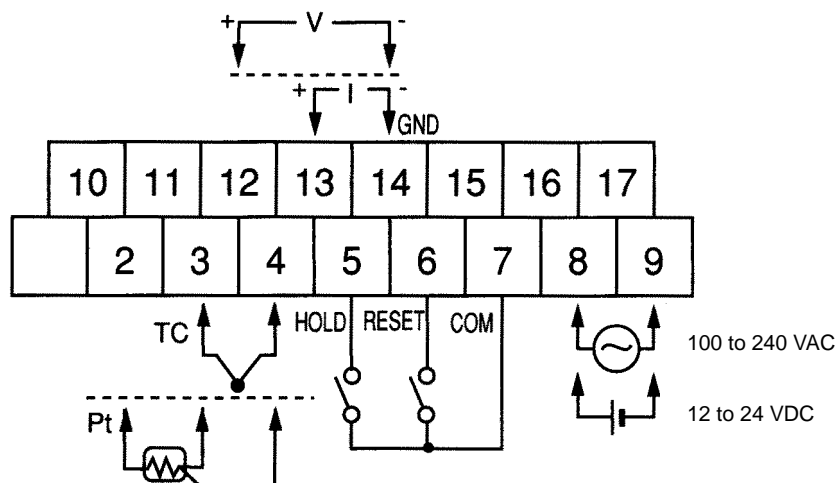 + V -
+ I -
GND
10 11 12 13 14 15 16 17
2 3 4 5 6 7 8 9
TC HOLD RESET COM
100 to 240 VAC
Pt
12 to 24 VDC